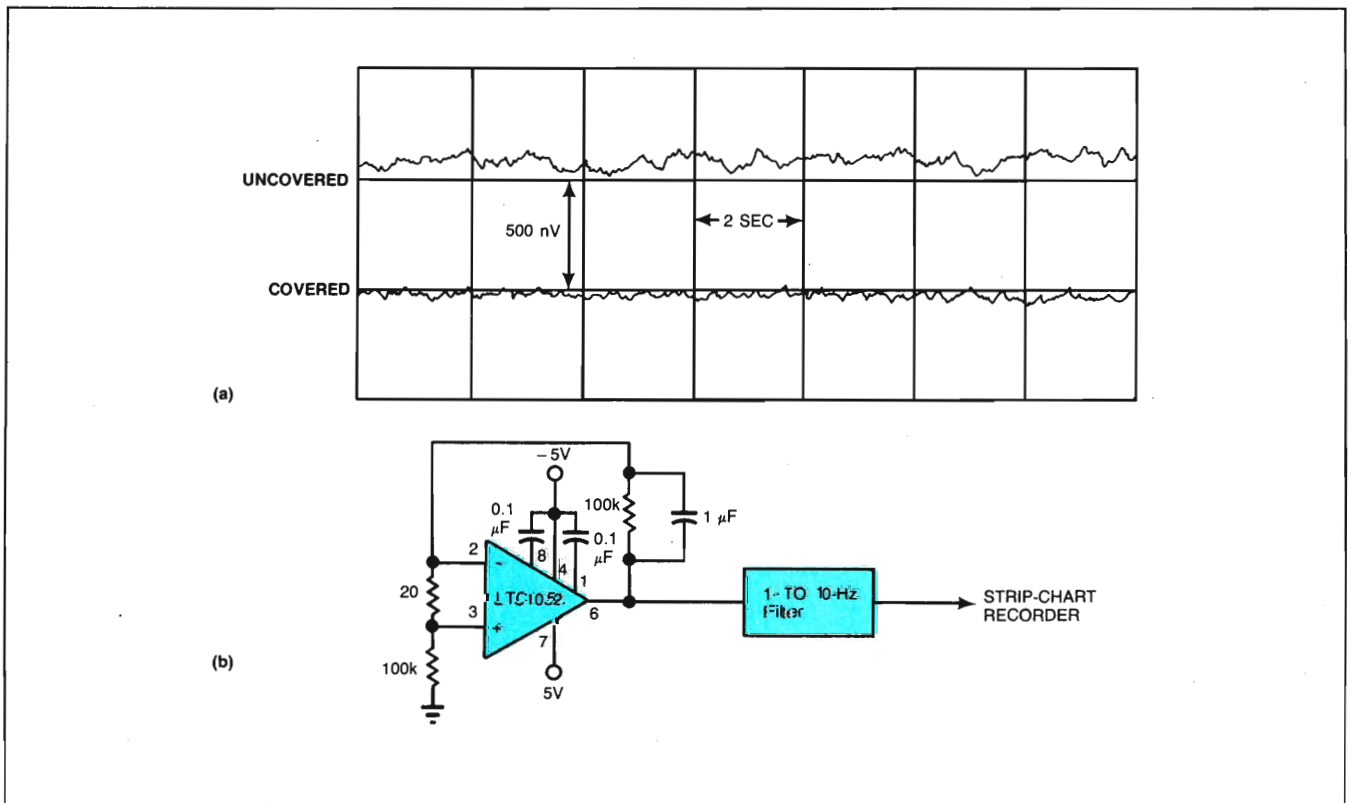 UNCOVERED
500 nV
2 SEC
COVERED
(a)
-5V
0.1
µF
100k
1 µF
0.1
µF
2
8
4
1
-
20
LTC1052
6
3
+
7
1- TO 10-Hz
Filter
STRIP-CHART
RECORDER
(b)
100k
5V